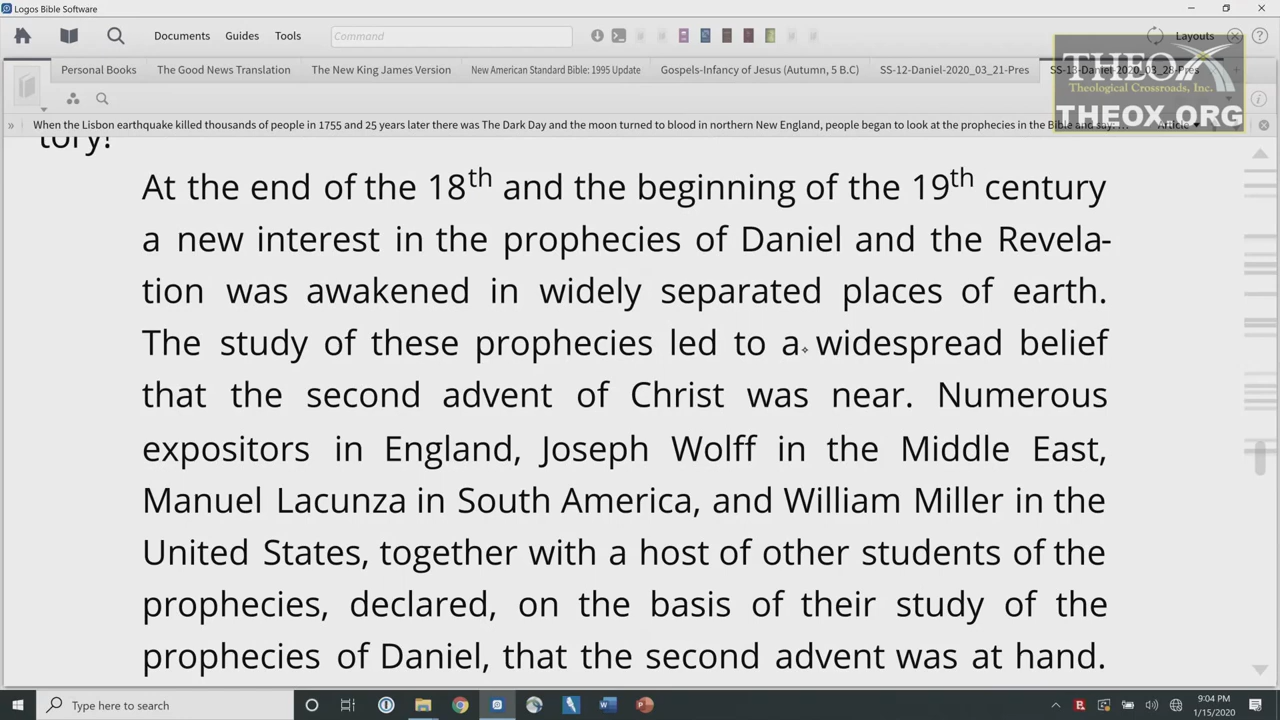 Logos Bible Software
Documents Guides Tools Command Layouts
Personal Books The Good News Translation The New King James New American Standard Bible: 1995 Update Gospels-Infancy of Jesus (Autumn, 5 B.C) SS-12-Daniel-2020_03_21-Pres SS-13-Daniel-2020_03_28-Pres
THEOX
Theological Crossroads, Inc.
THEOX.ORG
When the Lisbon earthquake killed thousands of people in 1755 and 25 years later there was The Dark Day and the moon turned to blood in northern New England, people began to look at the prophecies in the Bible and say: ... Article
tory!
At the end of the 18th and the beginning of the 19th century
a new interest in the prophecies of Daniel and the Revela-
tion was awakened in widely separated places of earth.
The study of these prophecies led to a widespread belief
that the second advent of Christ was near. Numerous
expositors in England, Joseph Wolff in the Middle East,
Manuel Lacunza in South America, and William Miller in the
United States, together with a host of other students of the
prophecies, declared, on the basis of their study of the
prophecies of Daniel, that the second advent was at hand.
Type here to search
9:04 PM
1/15/2020